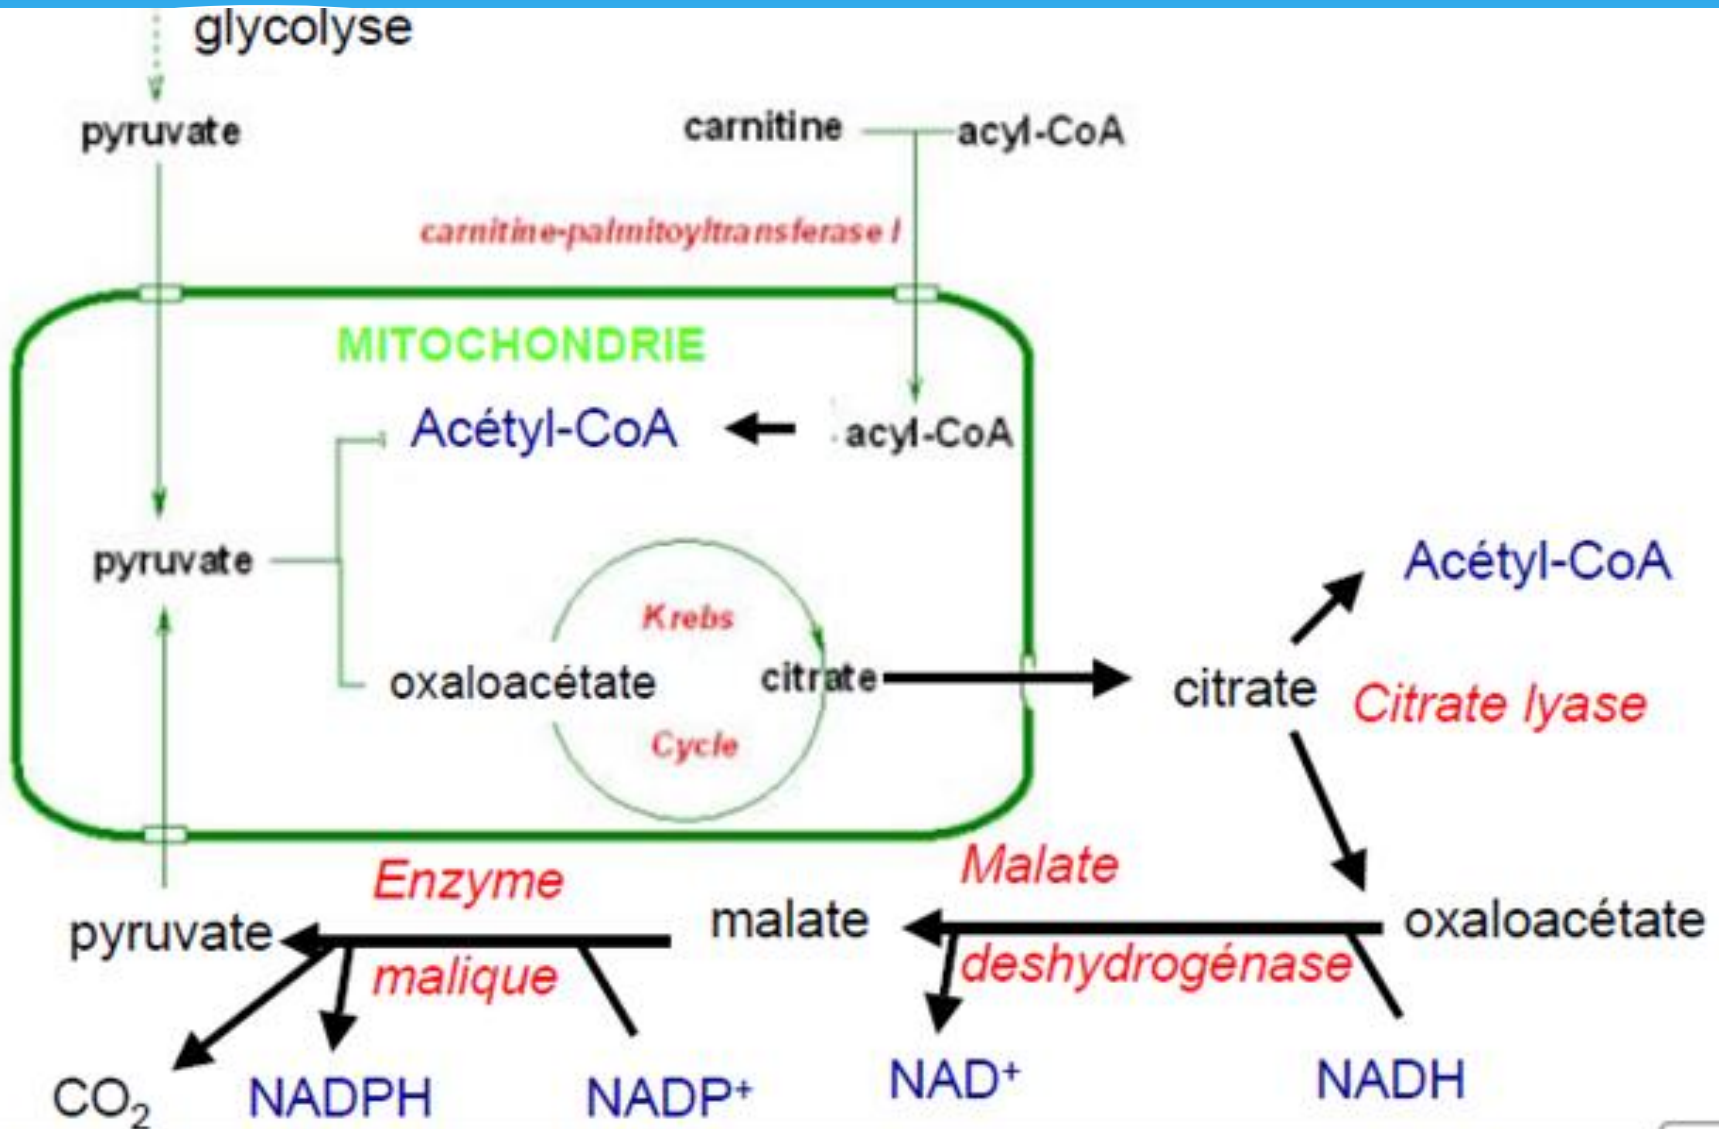 glycolyse
pyruvate
carnitine
acyl-CoA
carnitine-palmitoyltransferase I
MITOCHONDRIE
Acétyl-CoA
acyl-CoA
pyruvate
Krebs
Acétyl-CoA
oxaloacétate
citrate
citrate
Citrate lyase
Cycle
Enzyme
Malate
pyruvate
malate
oxaloacétate
malique
deshydrogénase
CO₂
NADPH
NADP⁺
NAD⁺
NADH